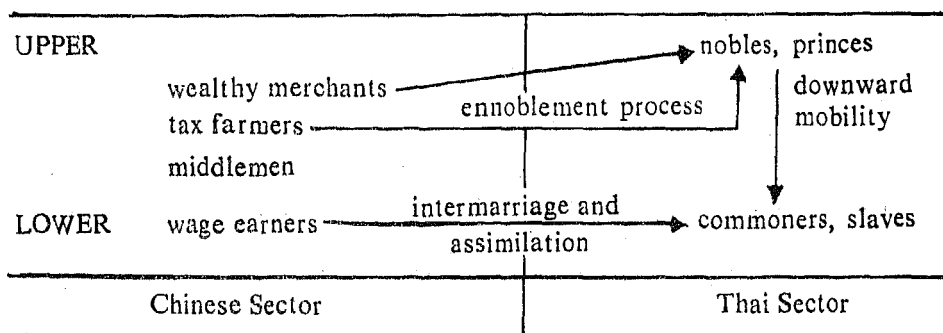 UPPER
nobles, princes
wealthy merchants
downward
mobility
ennoblement process
tax farmers
middlemen
LOWER
wage earners
intermarriage and
assimilation
commoners, slaves
Chinese Sector
Thai Sector